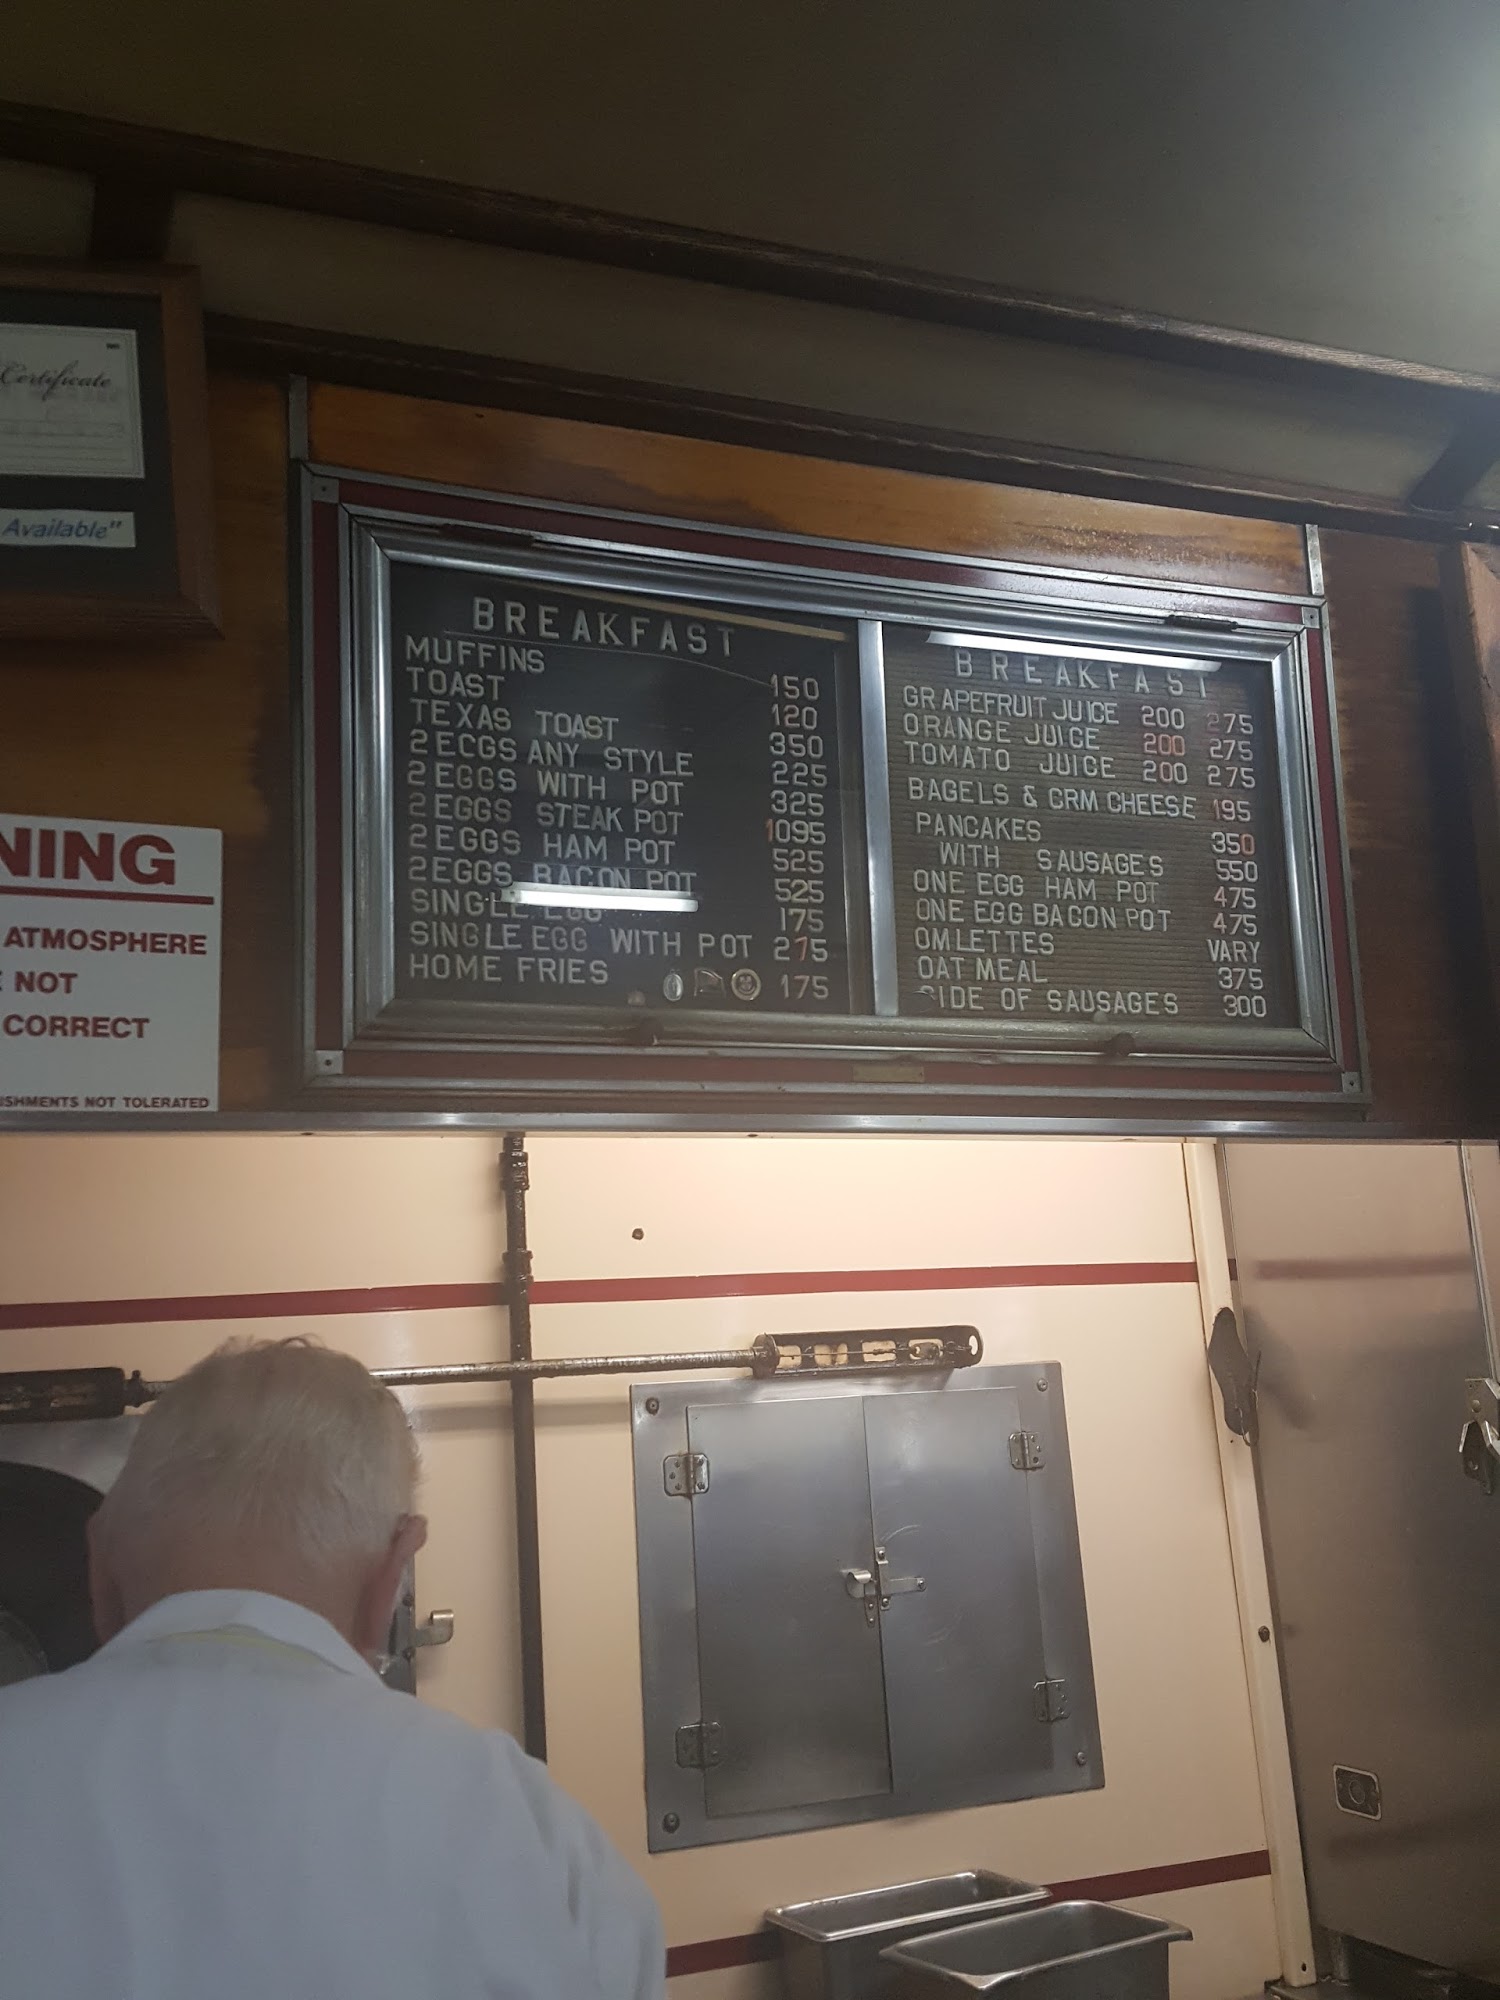 Certificate
Available"
NING
ATMOSPHERE
NOT
CORRECT
ISHMENTS NOT TOLERATED
BREAKFAST
MUFFINS 150
TOAST 120
TEXAS TOAST 350
2 ECGS ANY STYLE 225
2 EGGS WITH POT 325
2 EGGS STEAK POT 1095
2 EGGS HAM POT 525
2 EGGS BACON POT 525
SINGLE EGG 175
SINGLE EGG WITH POT 275
HOME FRIES 175
BREAKFAST
GRAPEFRUIT JUICE 200 275
ORANGE JUICE 200 275
TOMATO JUICE 200 275
BAGELS & CRM CHEESE 195
PANCAKES 350
WITH SAUSAGES 550
ONE EGG HAM POT 475
ONE EGG BACON POT 475
OMLETTES VARY
OAT MEAL 375
SIDE OF SAUSAGES 300